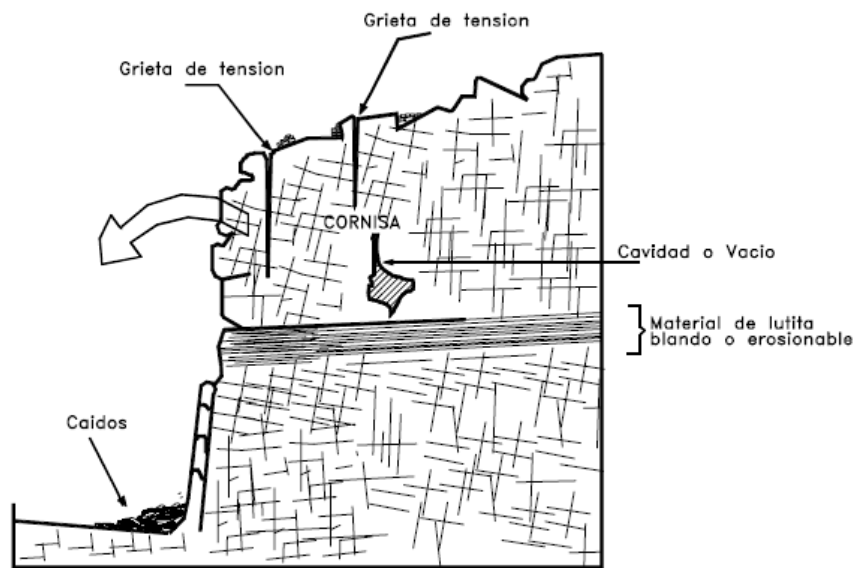 Grieta de tension
Grieta de tension
CORNISA
Cavidad o Vacio
Material de lutita
blando o erosionable
Caidos